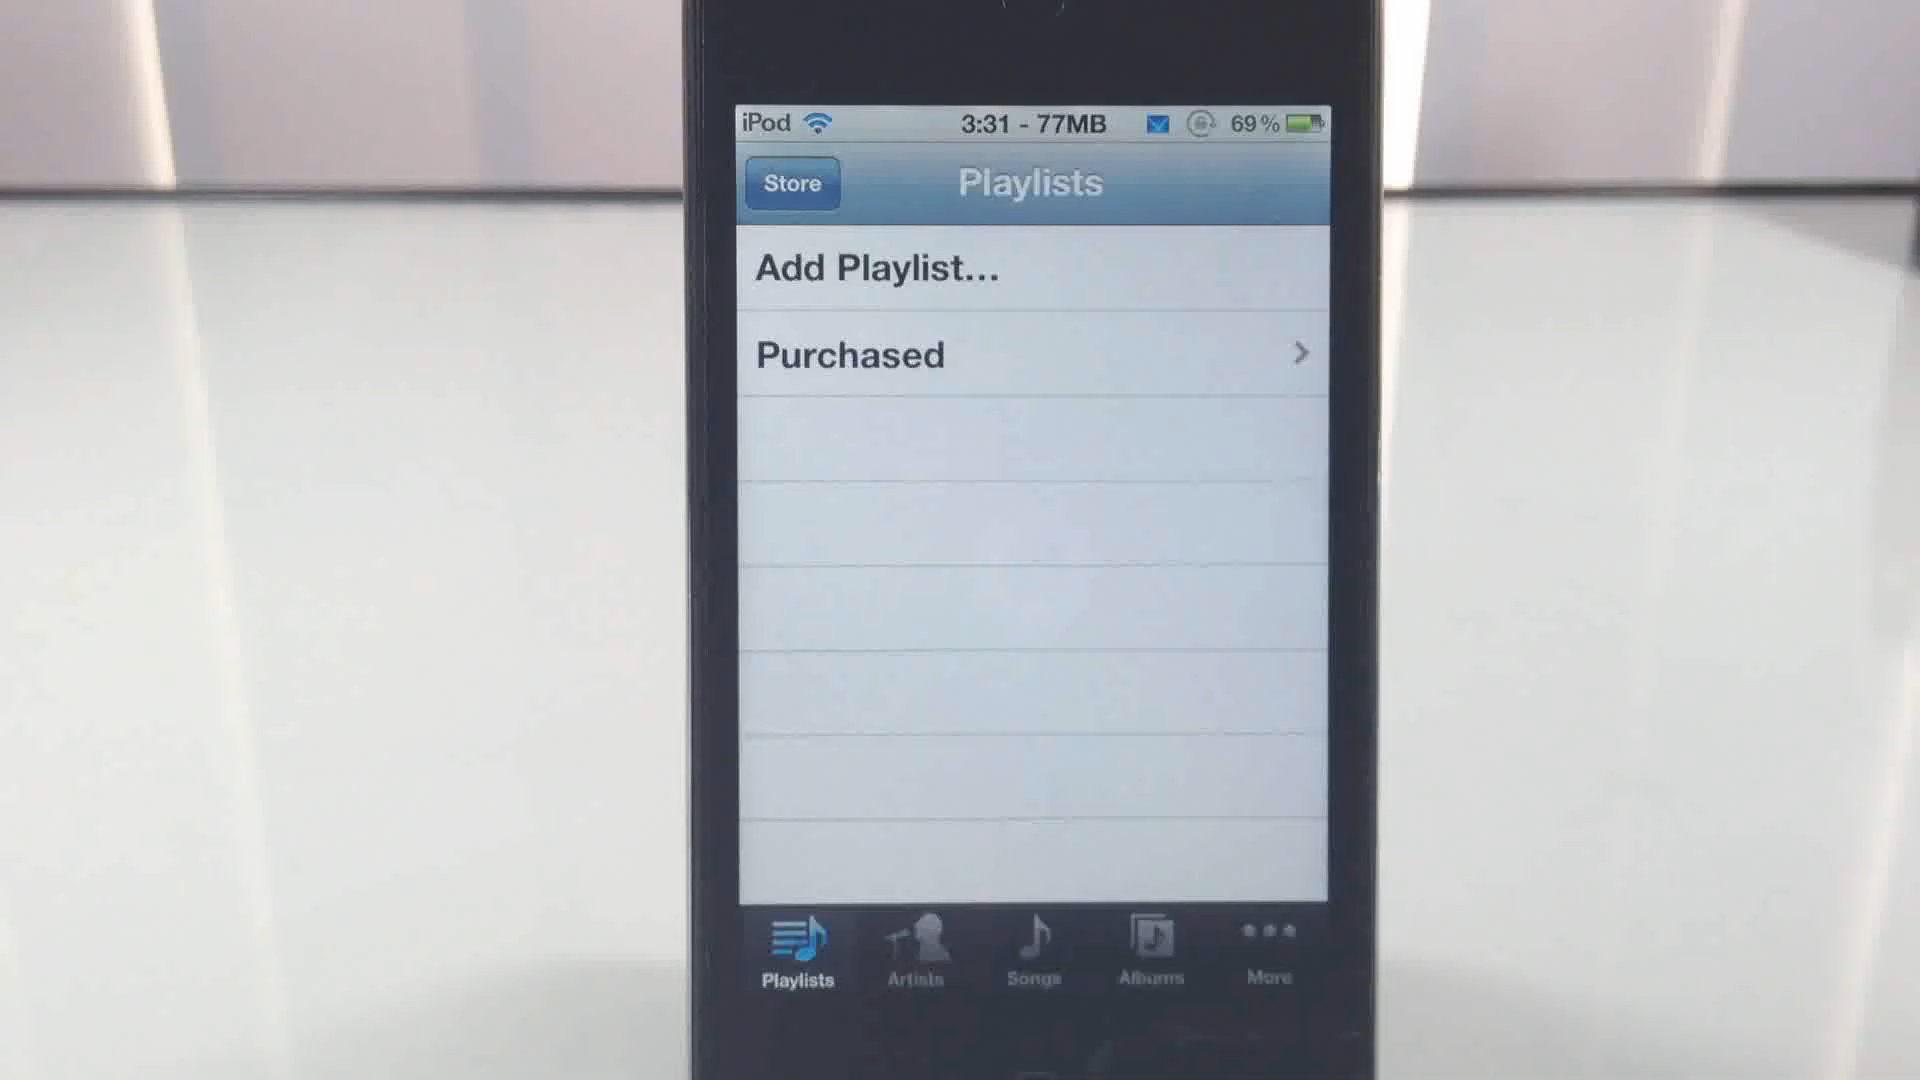 iPod 3:31 - 77MB 69%
Store Playlists
Add Playlist...
Purchased
Playlists Artists Songs Albums More